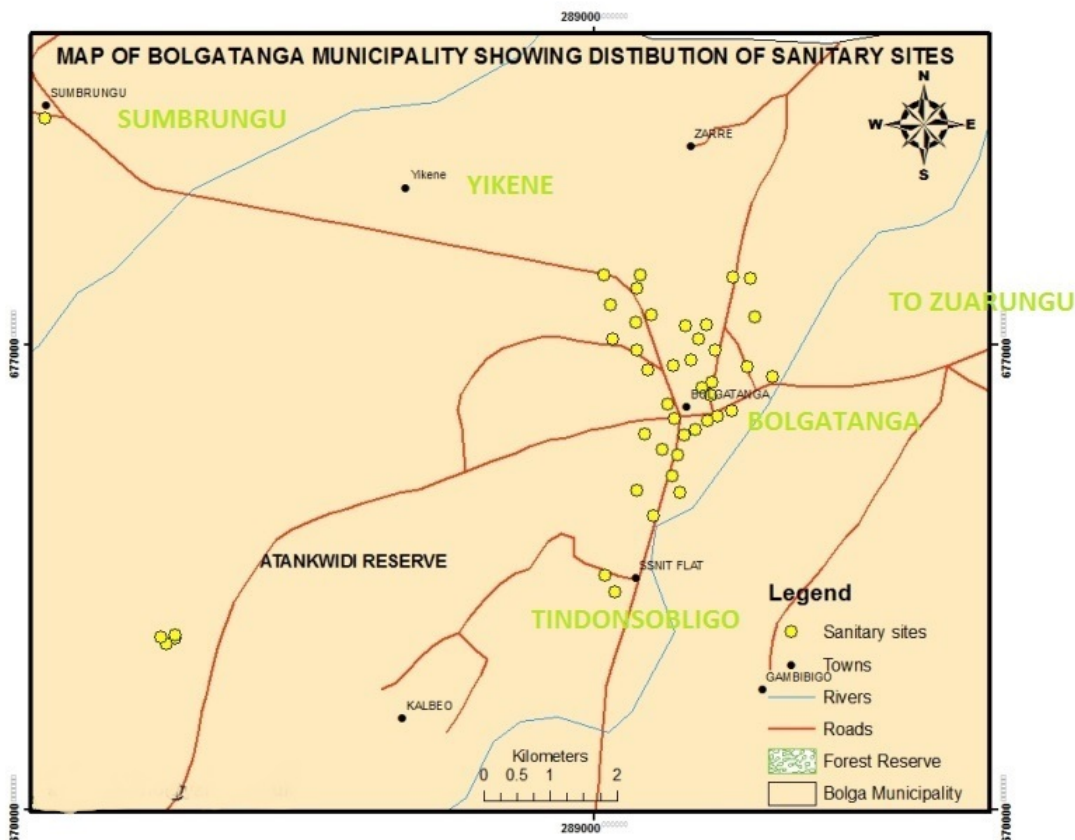 289000
MAP OF BOLGATANGA MUNICIPALITY SHOWING DISTIBUTION OF SANITARY SITES
SUMBRUNGU
SUMBRUNGU
N
W E
S
ZARRE
Yikene
YIKENE
TO ZUARUNGU
677000
677000
BOLGATANGA
BOLGATANGA
ATANKWIDI RESERVE
SSNIT FLAT
TINDONSOBLIGO
Legend
Sanitary sites
Towns
GAMBIBIGO
Rivers
KALBEO
Roads
Kilometers
Forest Reserve
0 0.5 1 2
Bolga Municipality
670000
670000
289000